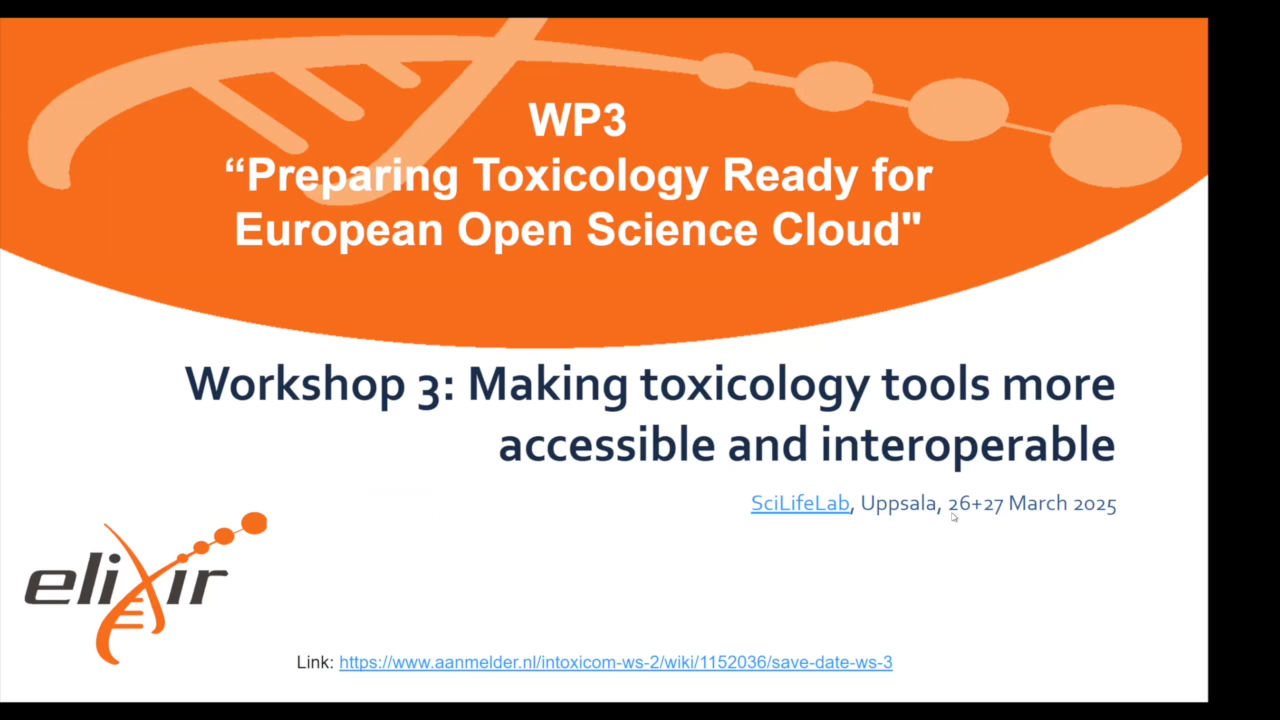 WP3
“Preparing Toxicology Ready for
European Open Science Cloud"
Workshop 3: Making toxicology tools more
accessible and interoperable
SciLifeLab, Uppsala, 26+27 March 2025
elixir
Link: https://www.aanmelder.nl/intoxicom-ws-2/wiki/1152036/save-date-ws-3